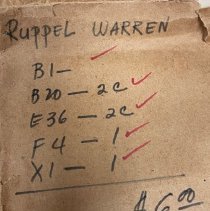 RUPPEL WARREN
B1—
B20 — 2c
E36 — 2c
F4 — 1
X1 — 1
$6.00